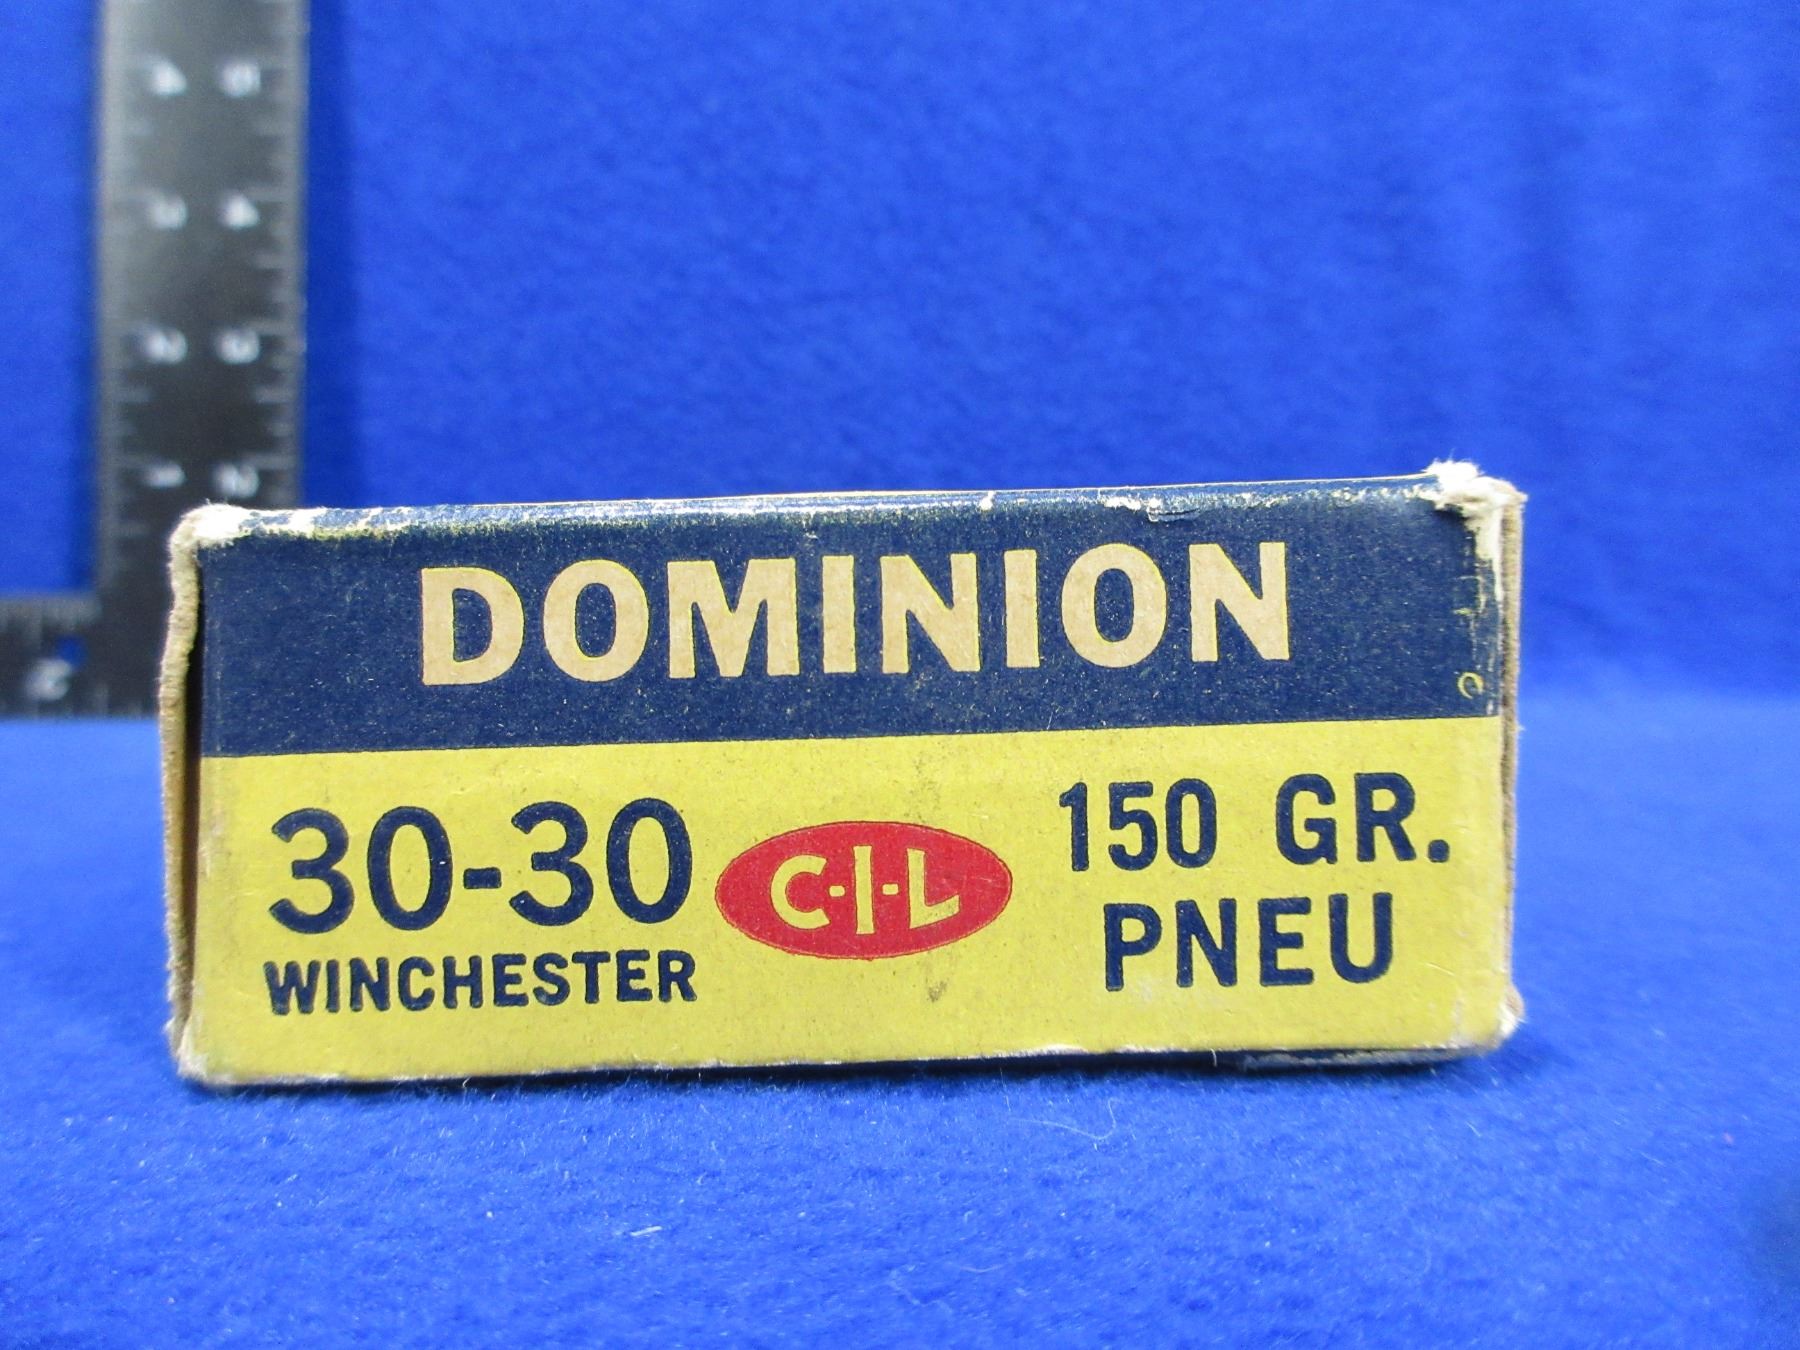 DOMINION
30-30
WINCHESTER
C·I·L
150 GR.
PNEU